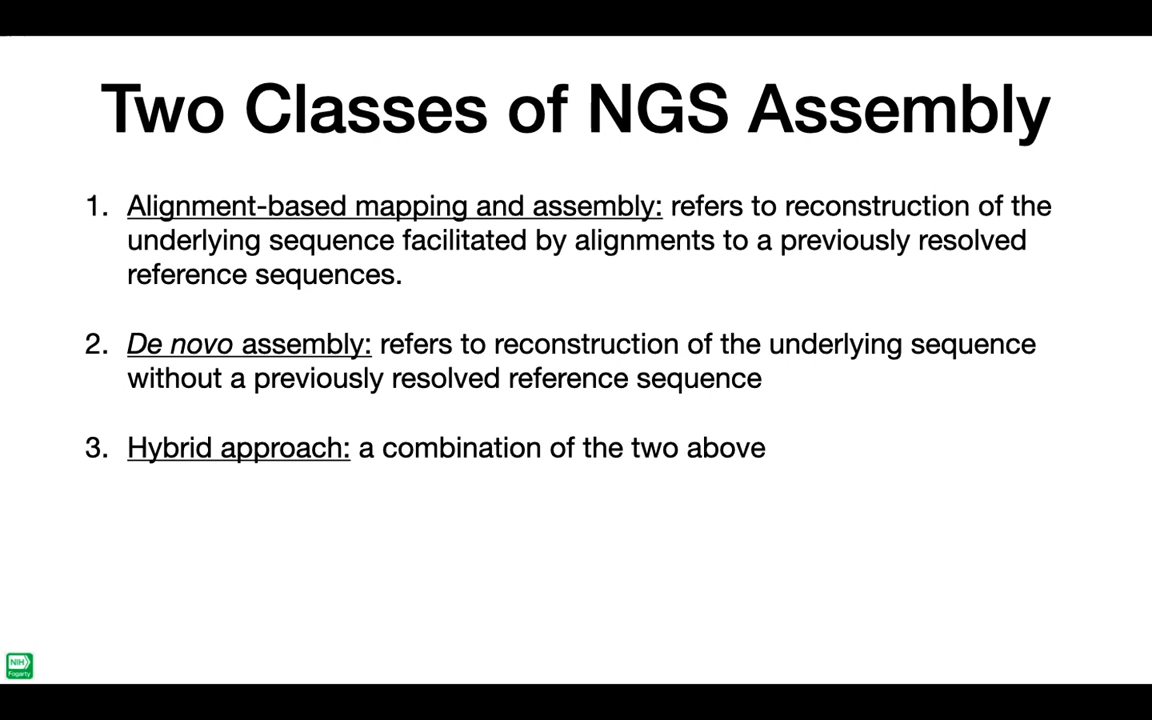 Two Classes of NGS Assembly
1. Alignment-based mapping and assembly: refers to reconstruction of the
underlying sequence facilitated by alignments to a previously resolved
reference sequences.
2. De novo assembly: refers to reconstruction of the underlying sequence
without a previously resolved reference sequence
3. Hybrid approach: a combination of the two above
NIH
Fogarty